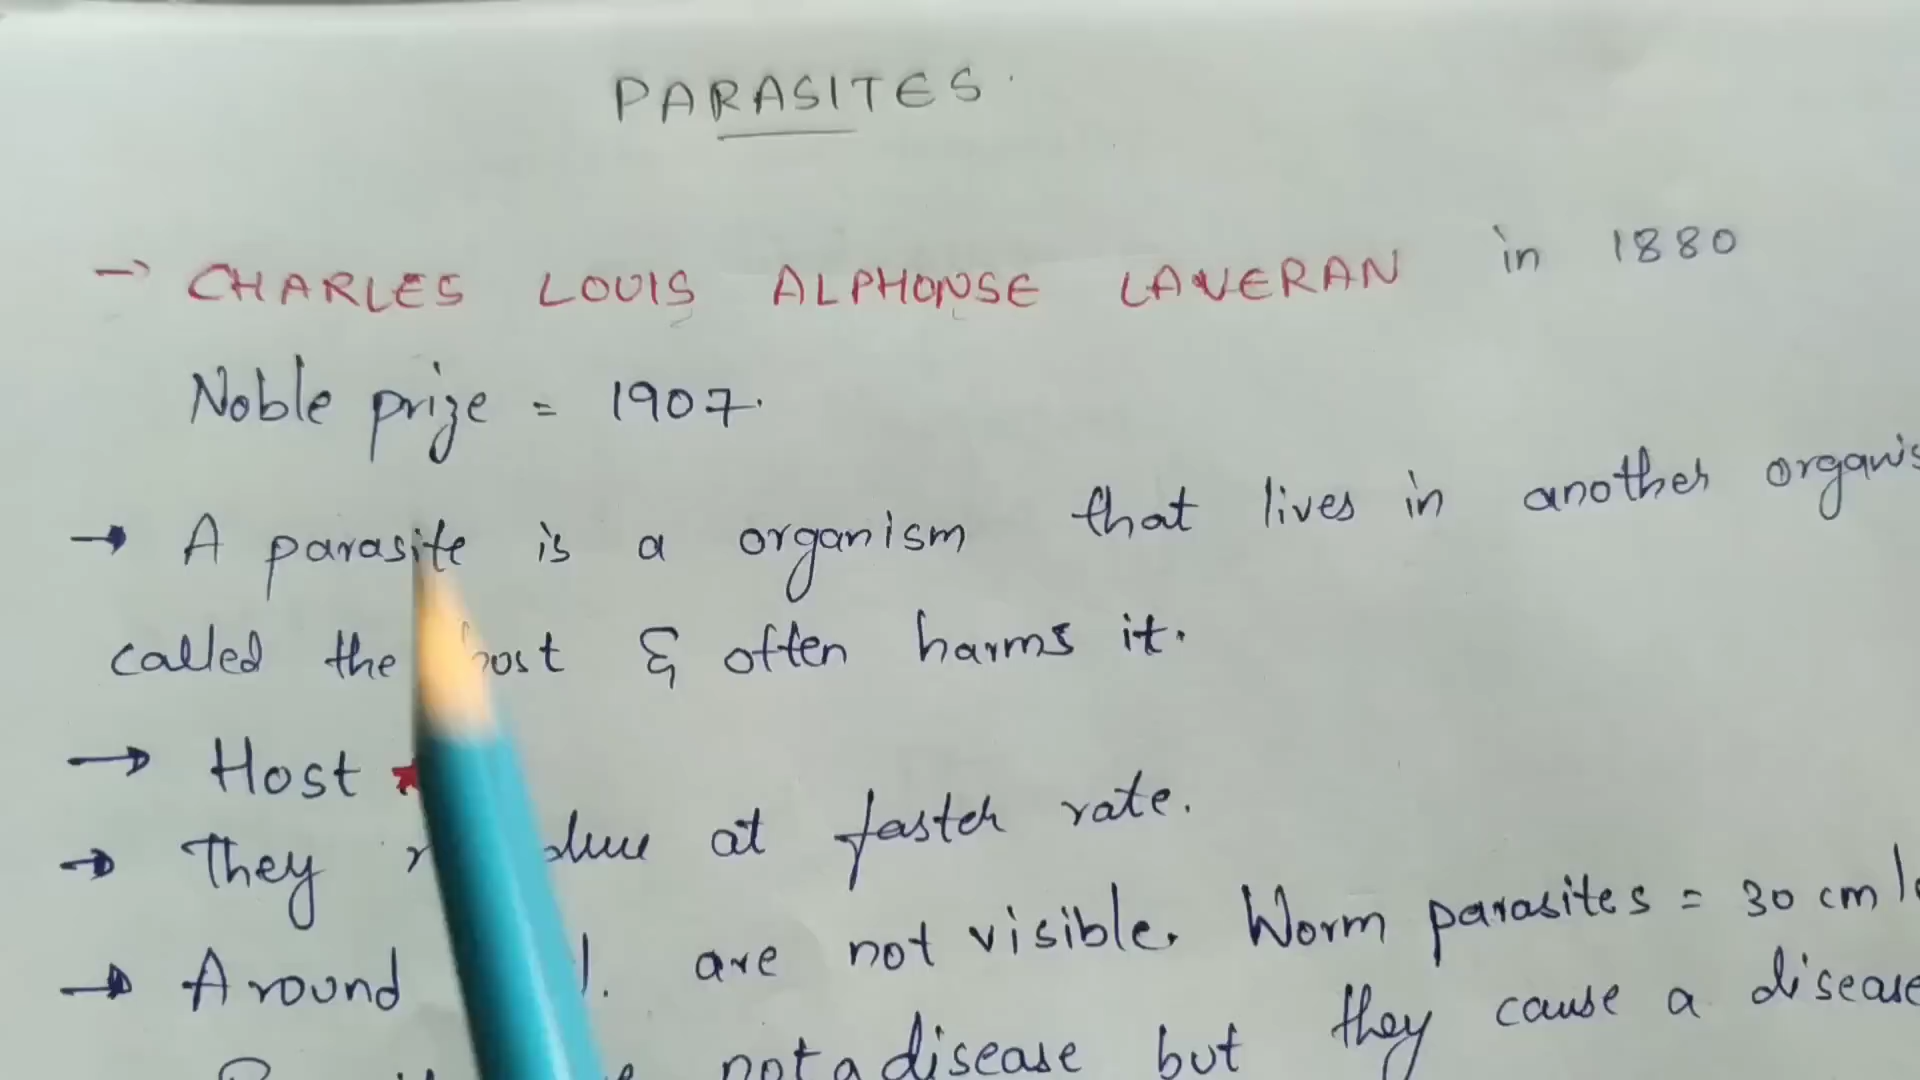 PARASITES.
→ CHARLES LOUIS ALPHONSE LAVERAN in 1880
Noble prize = 1907.
→ A parasite is a organism that lives in another organis
called the host & often harms it.
→ Host
→ They at faster rate.
→ Around are not visible. Worm parasites = 30 cm
not a disease but they cause a disease